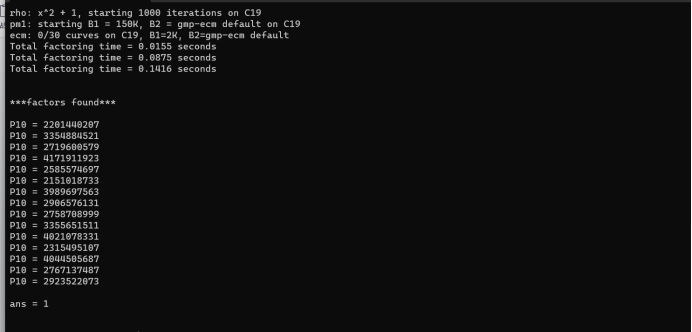 rho: x^2 + 1, starting 1000 iterations on C19
pm1: starting B1 = 150K, B2 = gmp-ecm default on C19
ecm: 0/30 curves on C19, B1=2K, B2=gmp-ecm default
Total factoring time = 0.0155 seconds
Total factoring time = 0.0875 seconds
Total factoring time = 0.1416 seconds
***factors found***
P10 = 2201440207
P10 = 3354884521
P10 = 2719600579
P10 = 4171911923
P10 = 2585574697
P10 = 2151018733
P10 = 3989697563
P10 = 2906576131
P10 = 2758708999
P10 = 3355651511
P10 = 4021078331
P10 = 2315495107
P10 = 4044505687
P10 = 2767137487
P10 = 2923522073
ans = 1